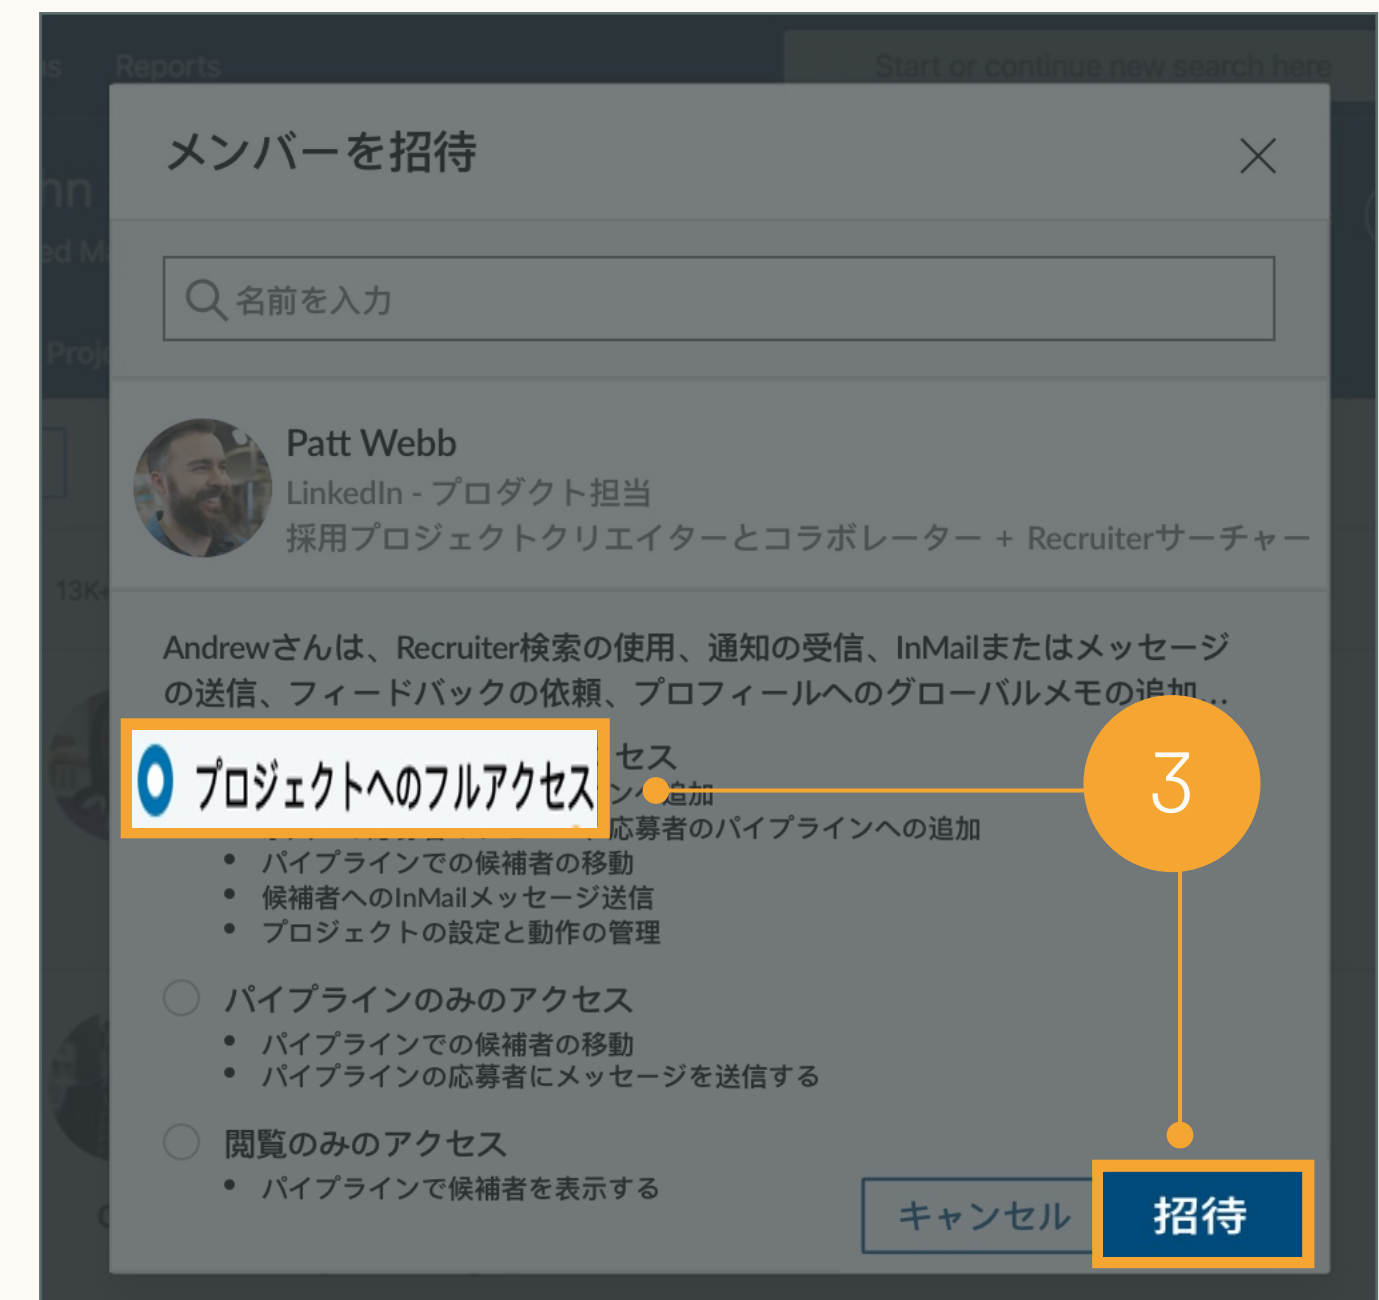 Reports
Start or continue new search here
メンバーを招待
名前を入力
Patt Webb
LinkedIn - プロダクト担当
採用プロジェクトクリエイターとコラボレーター + Recruiterサーチャー
13K+
Andrewさんは、Recruiter検索の使用、通知の受信、InMailまたはメッセージ
の送信、フィードバックの依頼、プロフィールへのグローバルメモの追加...
プロジェクトへのフルアクセス
セス
追加
3
応募者のパイプラインへの追加
• パイプラインでの候補者の移動
• 候補者へのInMailメッセージ送信
• プロジェクトの設定と動作の管理
パイプラインのみのアクセス
• パイプラインでの候補者の移動
• パイプラインの応募者にメッセージを送信する
閲覧のみのアクセス
• パイプラインで候補者を表示する
キャンセル
招待